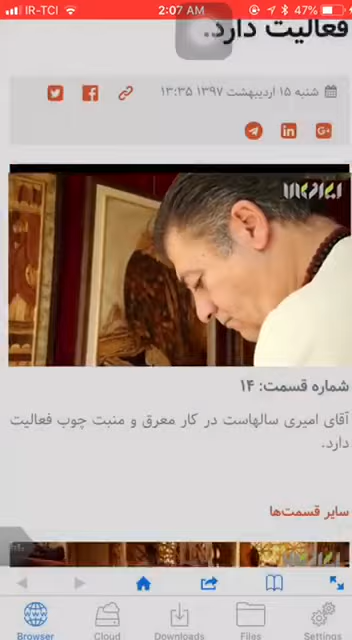 IR-TCI 2:07 AM 47%
فعالیت دارد.
شنبه ۱۵ اردیبهشت ۱۳۹۷ ۱۳:۳۵
شماره قسمت: ۱۴
آقای امیری سالهاست در کار معرق و منبت چوب فعالیت
دارد.
سایر قسمت‌ها
Browser Cloud Downloads Files Settings